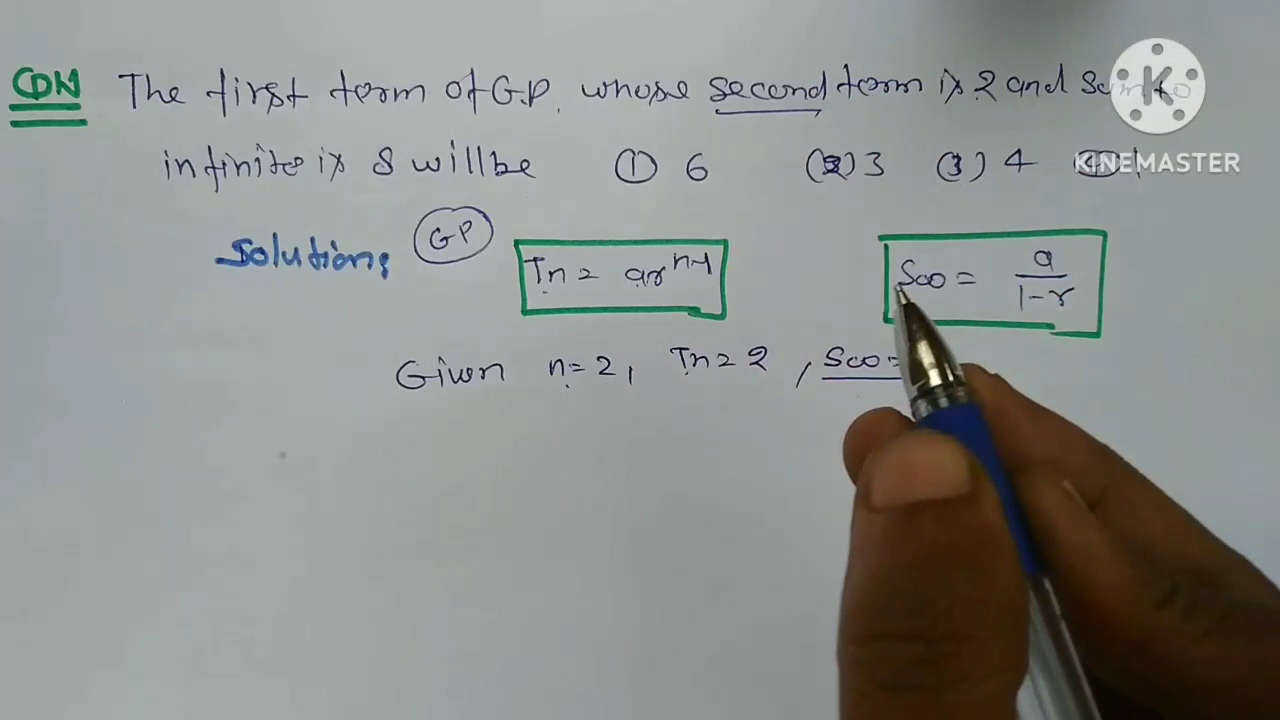 QN The first term of G.P. whose second term is 2 and Sum to
infinite is 8 will be ① 6 (2) 3 (3) 4
KINEMASTER
Solution; GP Tn = ar^n-1 S∞ = a/1-r
Given n=2, Tn=2, S∞=